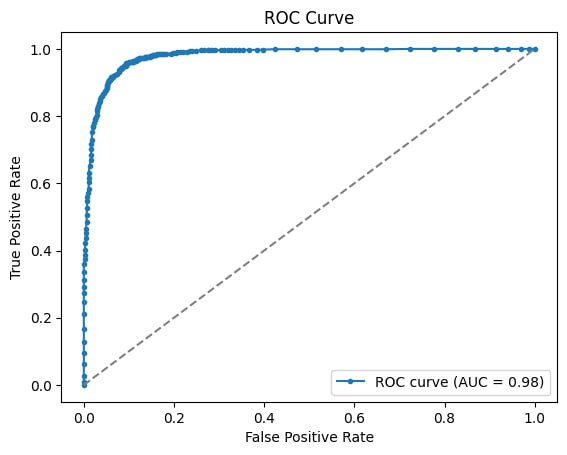 ROC Curve
1.0
0.8
0.6
0.4
0.2
0.0
True Positive Rate
ROC curve (AUC = 0.98)
0.0 0.2 0.4 0.6 0.8 1.0
False Positive Rate